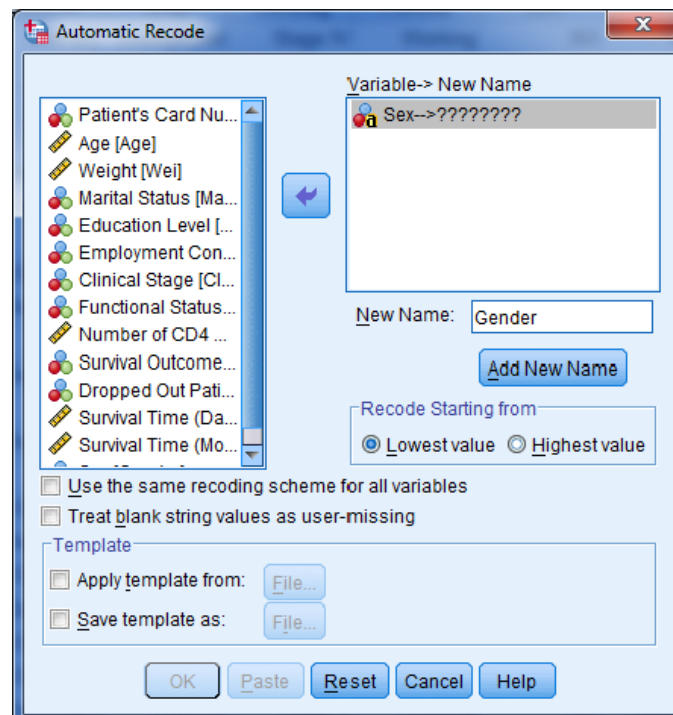 Automatic Recode
Variable-> New Name
Patient's Card Nu...
Age [Age]
Weight [Wei]
Marital Status [Ma...
Education Level [...
Employment Con...
Clinical Stage [Cl...
Functional Status...
Number of CD4 ...
Survival Outcome...
Dropped Out Pati...
Survival Time (Da...
Survival Time (Mo...
Sex-->????????
New Name: Gender
Add New Name
Recode Starting from
Lowest value Highest value
Use the same recoding scheme for all variables
Treat blank string values as user-missing
Template
Apply template from: File...
Save template as: File...
OK Paste Reset Cancel Help